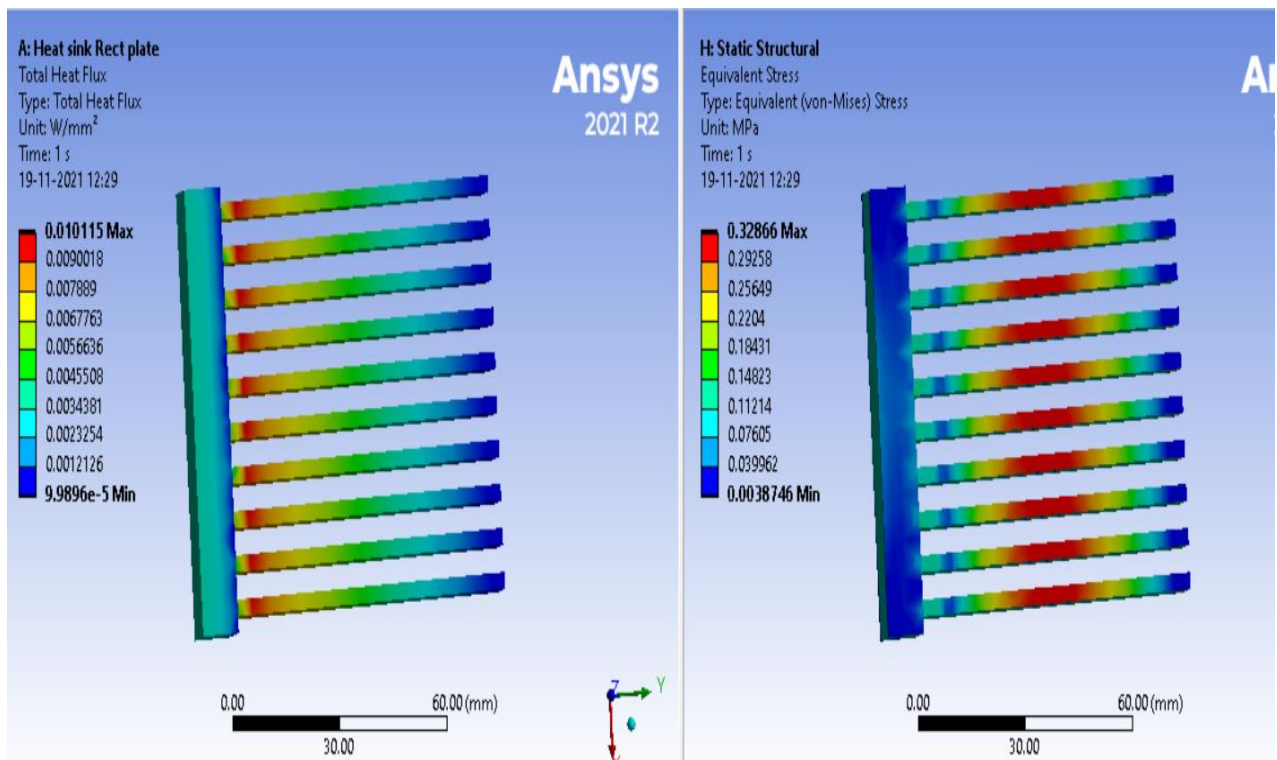 A: Heat sink Rect plate
Total Heat Flux
Type: Total Heat Flux
Unit: W/mm²
Time: 1 s
19-11-2021 12:29
Ansys
2021 R2
0.010115 Max
0.0090018
0.007889
0.0067763
0.0056636
0.0045508
0.0034381
0.0023254
0.0012126
9.9896e-5 Min
0.00
60.00 (mm)
30.00
Z
Y
H: Static Structural
Equivalent Stress
Type: Equivalent (von-Mises) Stress
Unit: MPa
Time: 1 s
19-11-2021 12:29
0.32866 Max
0.29258
0.25649
0.2204
0.18431
0.14823
0.11214
0.07605
0.039962
0.0038746 Min
0.00
60.00 (mm)
30.00